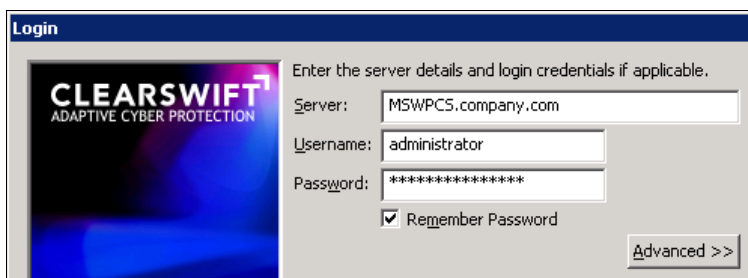 Login
CLEARSWIFT
ADAPTIVE CYBER PROTECTION
Enter the server details and login credentials if applicable.
Server: MSWPCS.company.com
Username: administrator
Password: ***************
Remember Password
Advanced >>